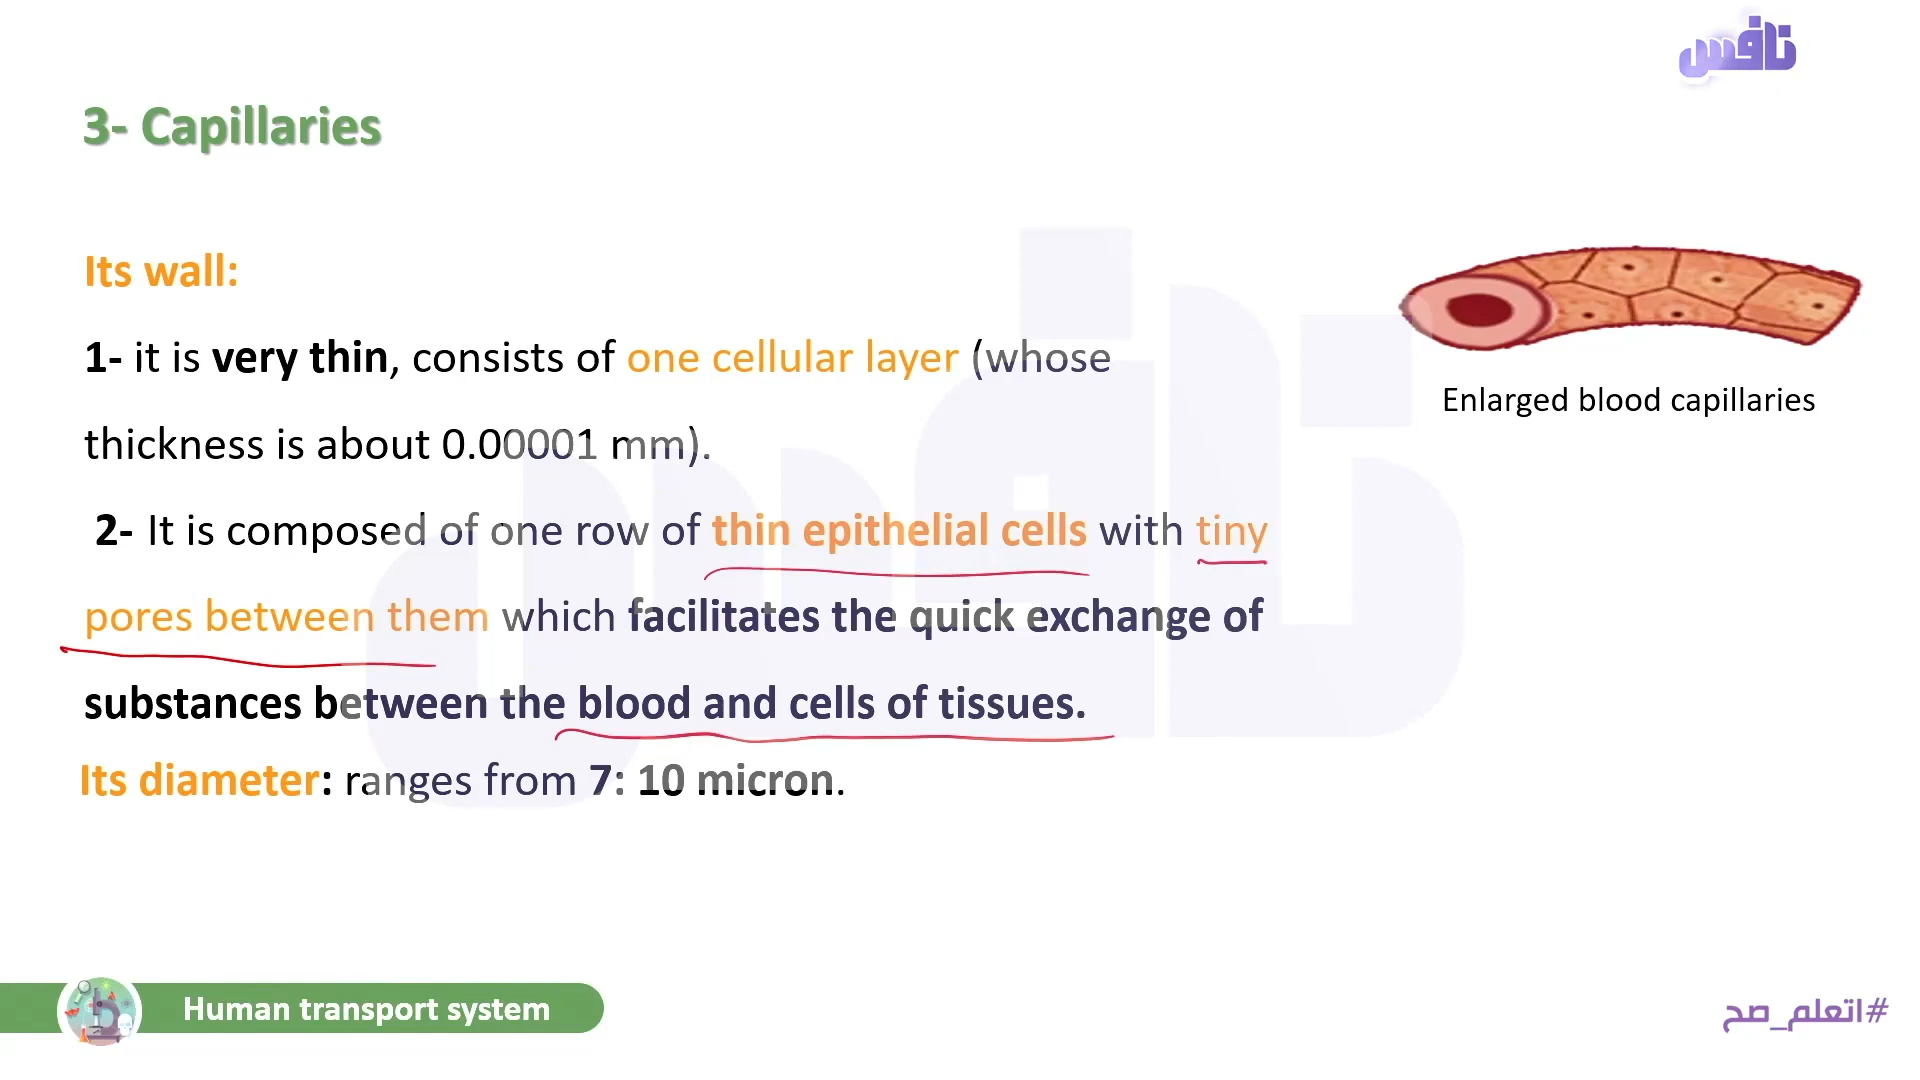 نافس
3- Capillaries
Its wall:
1- it is very thin, consists of one cellular layer (whose
thickness is about 0.00001 mm).
2- It is composed of one row of thin epithelial cells with tiny
pores between them which facilitates the quick exchange of
substances between the blood and cells of tissues.
Its diameter: ranges from 7: 10 micron.
Enlarged blood capillaries
نافس
Human transport system
#اتعلم_صح